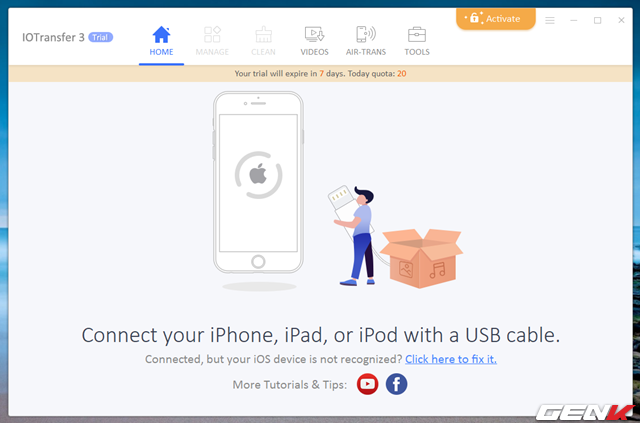 IOTransfer 3 Trial
Activate
HOME
MANAGE
CLEAN
VIDEOS
AIR-TRANS
TOOLS
Your trial will expire in 7 days. Today quota: 20
Connect your iPhone, iPad, or iPod with a USB cable.
Connected, but your iOS device is not recognized? Click here to fix it.
More Tutorials & Tips:
GENK